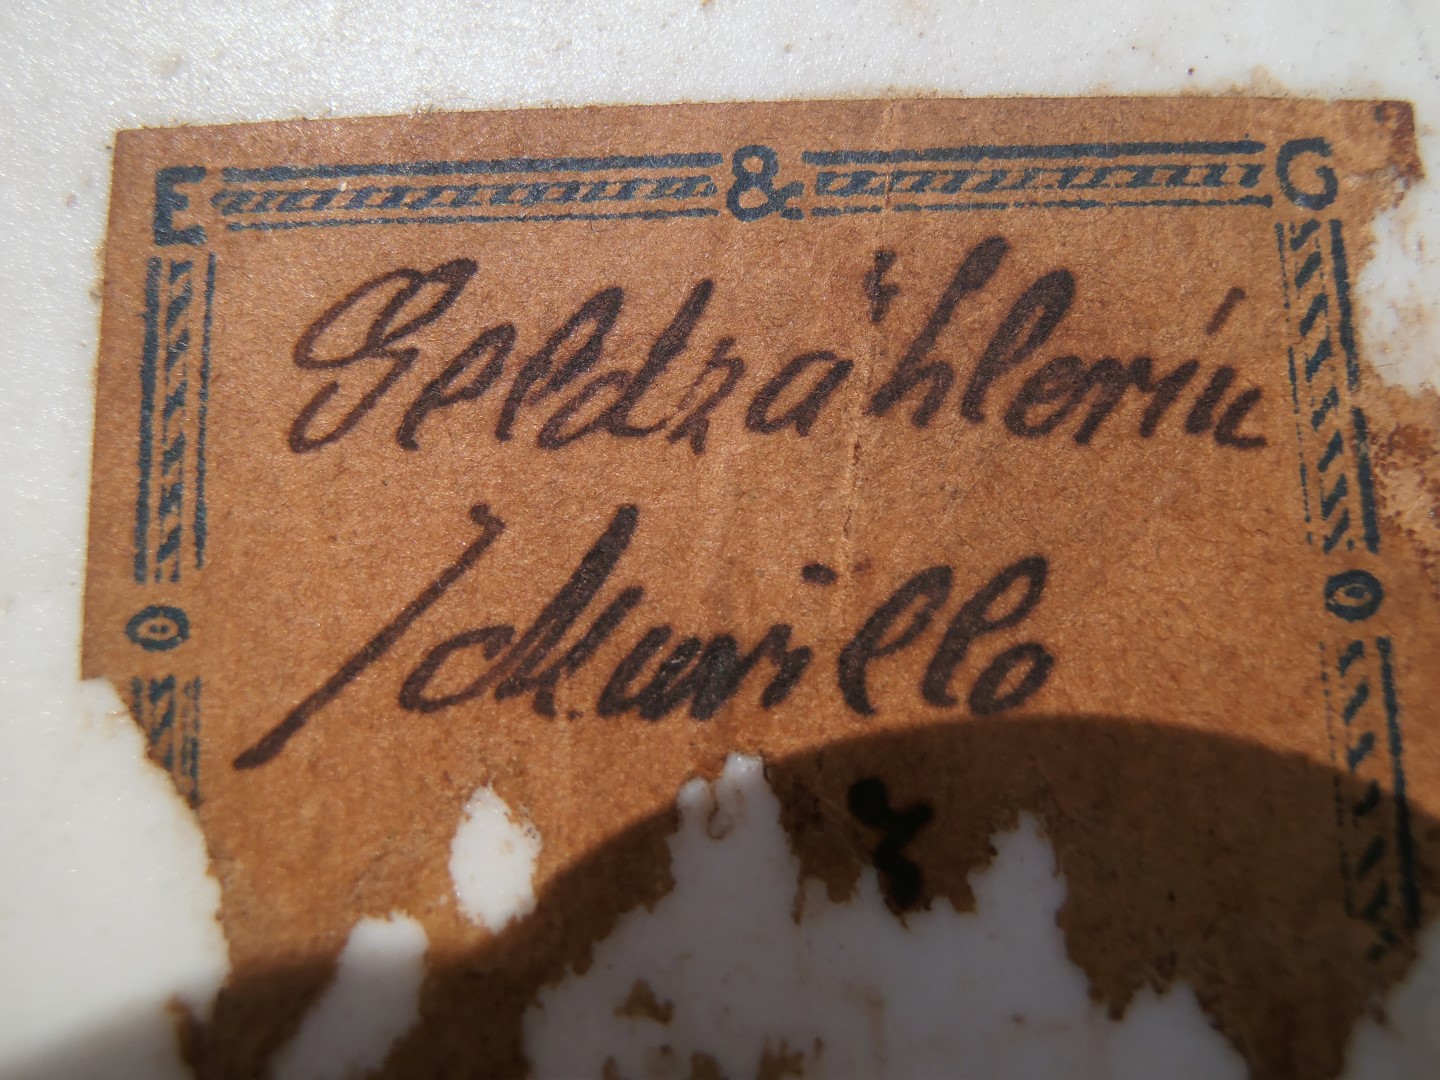 E & G
Geldzählerin
Murillo